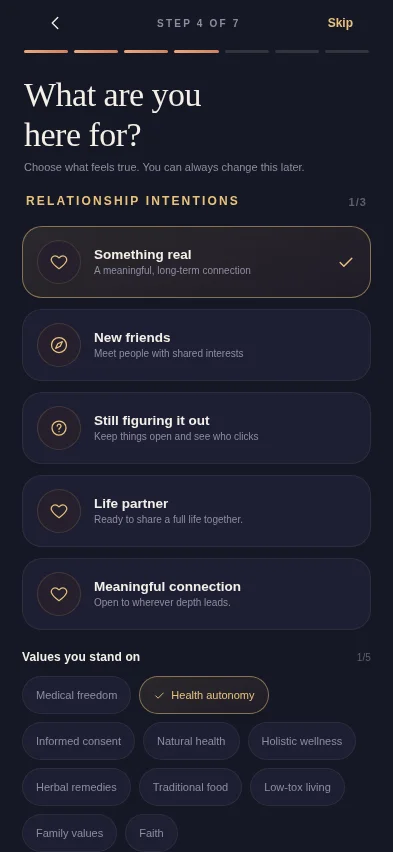 STEP 4 OF 7
Skip
What are you
here for?
Choose what feels true. You can always change this later.
RELATIONSHIP INTENTIONS
1/3
Something real
A meaningful, long-term connection
New friends
Meet people with shared interests
Still figuring it out
Keep things open and see who clicks
Life partner
Ready to share a full life together.
Meaningful connection
Open to wherever depth leads.
Values you stand on
1/5
Medical freedom
Health autonomy
Informed consent
Natural health
Holistic wellness
Herbal remedies
Traditional food
Low-tox living
Family values
Faith